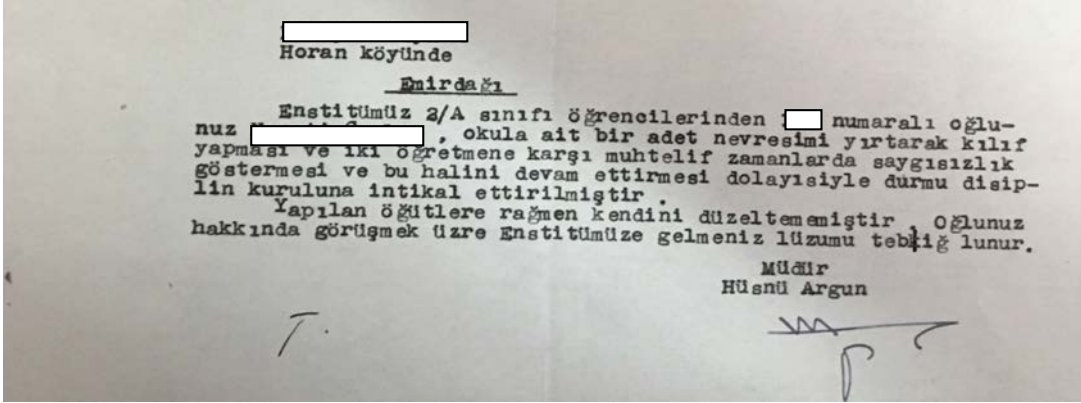 Horan köyünde
Emirdağı
Enstitümüz 2/A sınıfı öğrencilerinden numaralı oğlu-
nuz , okula ait bir adet nevresimi yırtarak kılıf
yapması ve iki öğretmene karşı muhtelif zamanlarda saygısızlık
göstermesi ve bu halini devam ettirmesi dolayısiyle durmu disip-
lin kuruluna intikal ettirilmiştir .
Yapılan öğütlere rağmen kendini düzeltememiştir , Oğlunuz
hakkında görüşmek üzre Enstitümüze gelmeniz lüzumu tebliğ lunur.
Müdür
Hüsnü Argun
T.